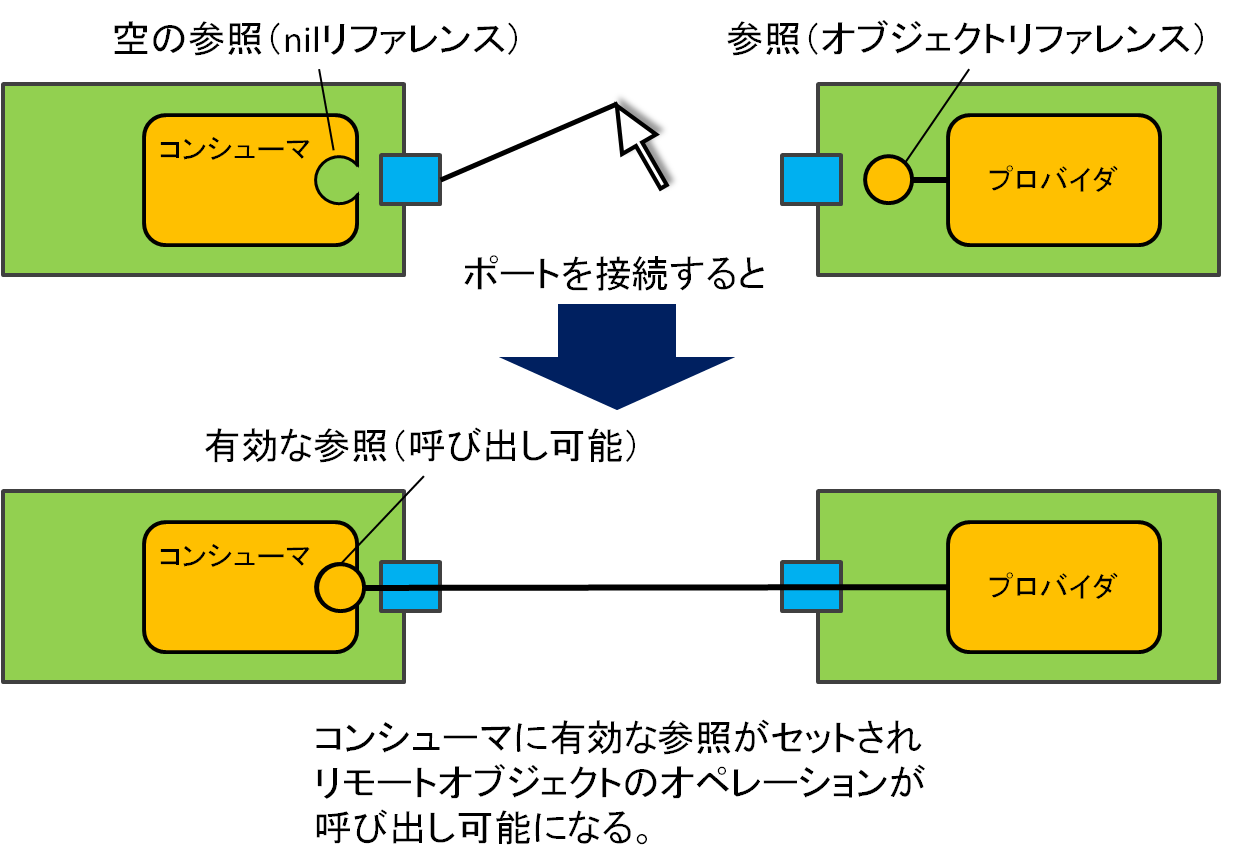 空の参照（nilリファレンス）
参照（オブジェクトリファレンス）
コンシューマ
プロバイダ
ポートを接続すると
有効な参照（呼び出し可能）
コンシューマ
プロバイダ
コンシューマに有効な参照がセットされ
リモートオブジェクトのオペレーションが
呼び出し可能になる。